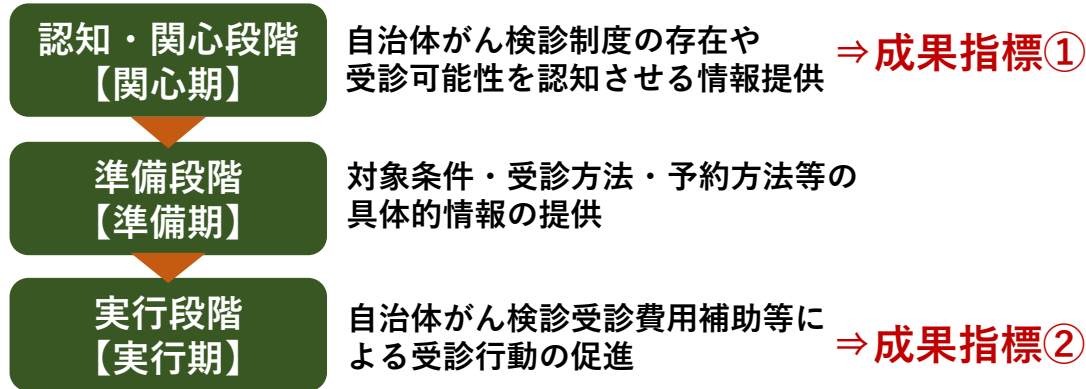 認知・関心段階
【関心期】
自治体がん検診制度の存在や
受診可能性を認知させる情報提供
⇒成果指標①
準備段階
【準備期】
対象条件・受診方法・予約方法等の
具体的情報の提供
実行段階
【実行期】
自治体がん検診受診費用補助等に
よる受診行動の促進
⇒成果指標②